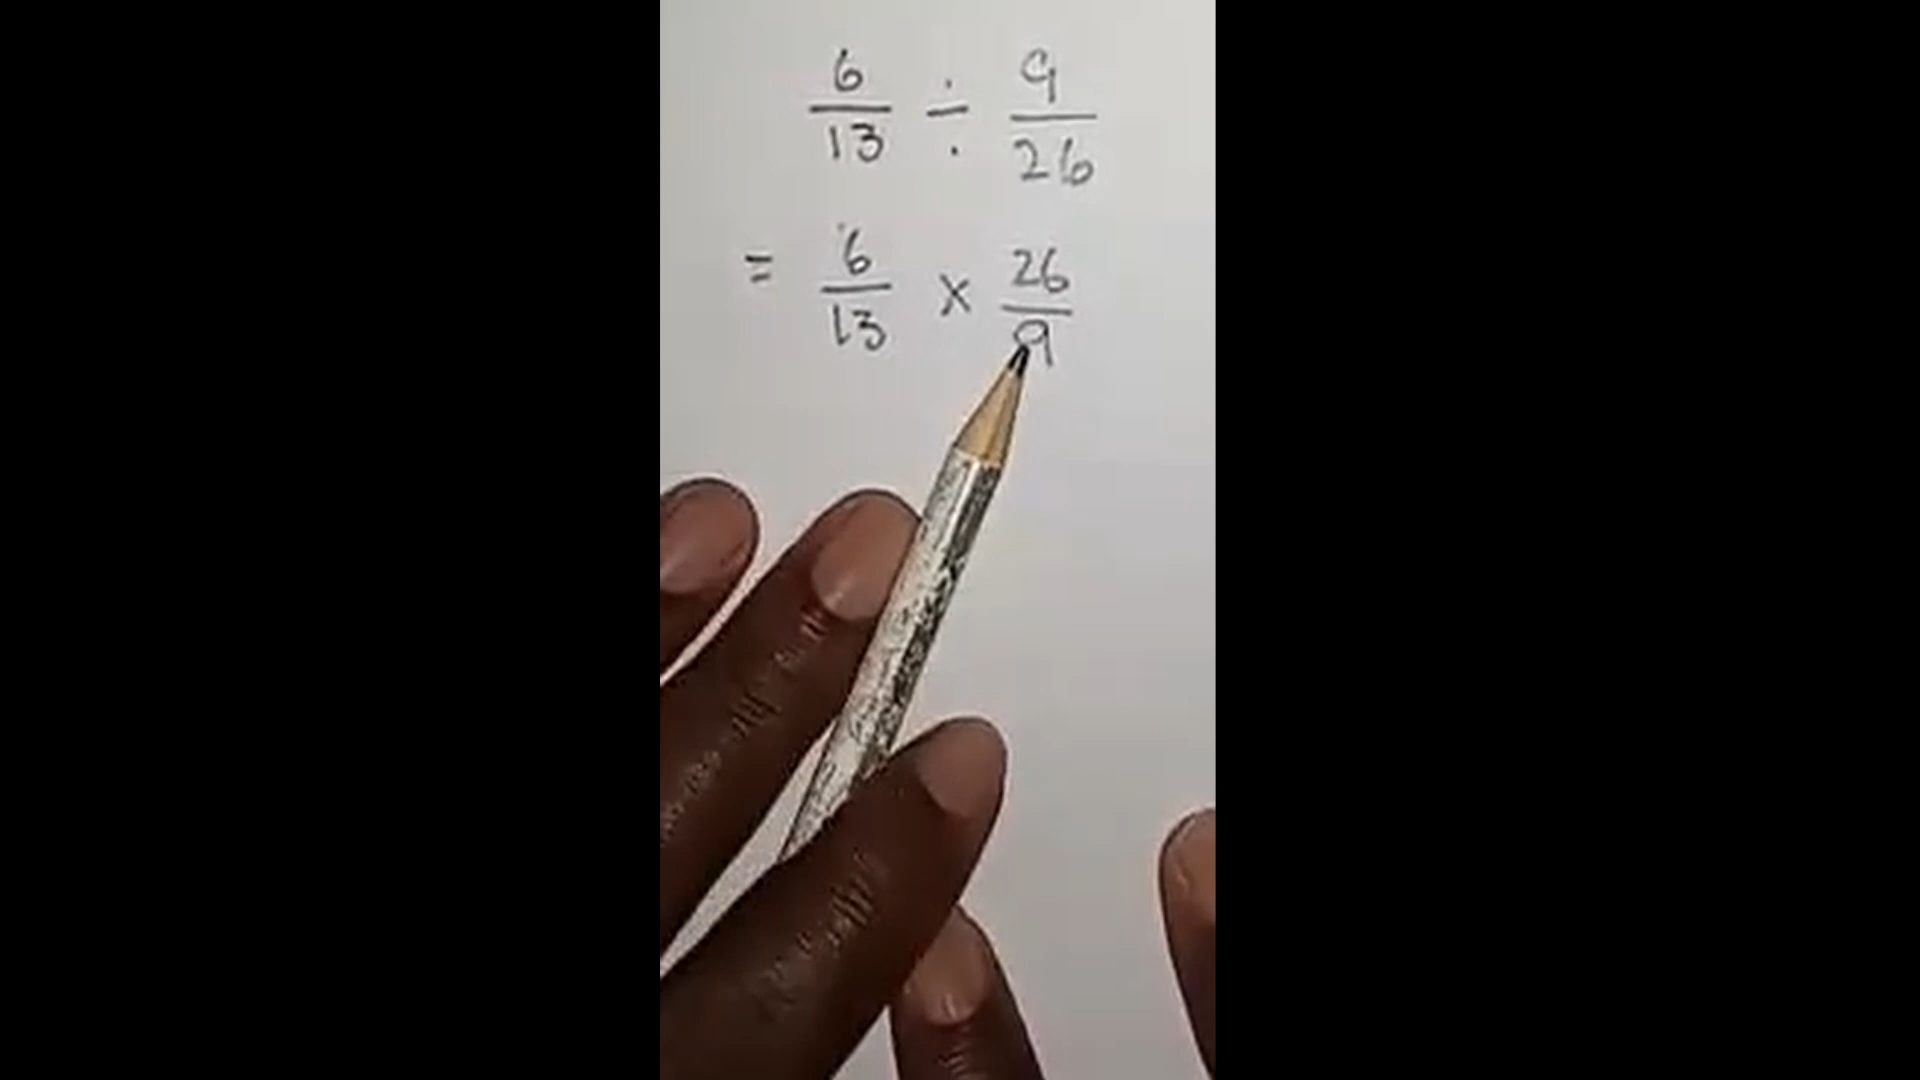 6/13 ÷ 9/26
= 6/13 × 26/9